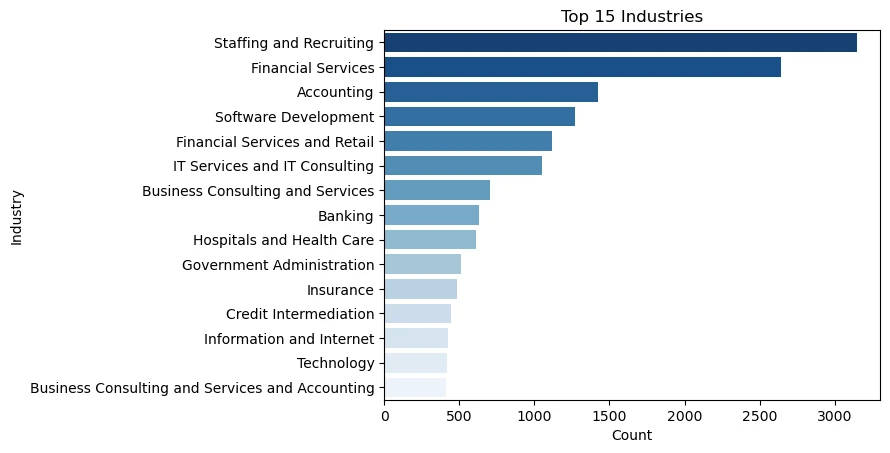 Top 15 Industries
Staffing and Recruiting
Financial Services
Accounting
Software Development
Financial Services and Retail
IT Services and IT Consulting
Business Consulting and Services
Banking
Hospitals and Health Care
Government Administration
Insurance
Credit Intermediation
Information and Internet
Technology
Business Consulting and Services and Accounting
Industry
0 500 1000 1500 2000 2500 3000
Count